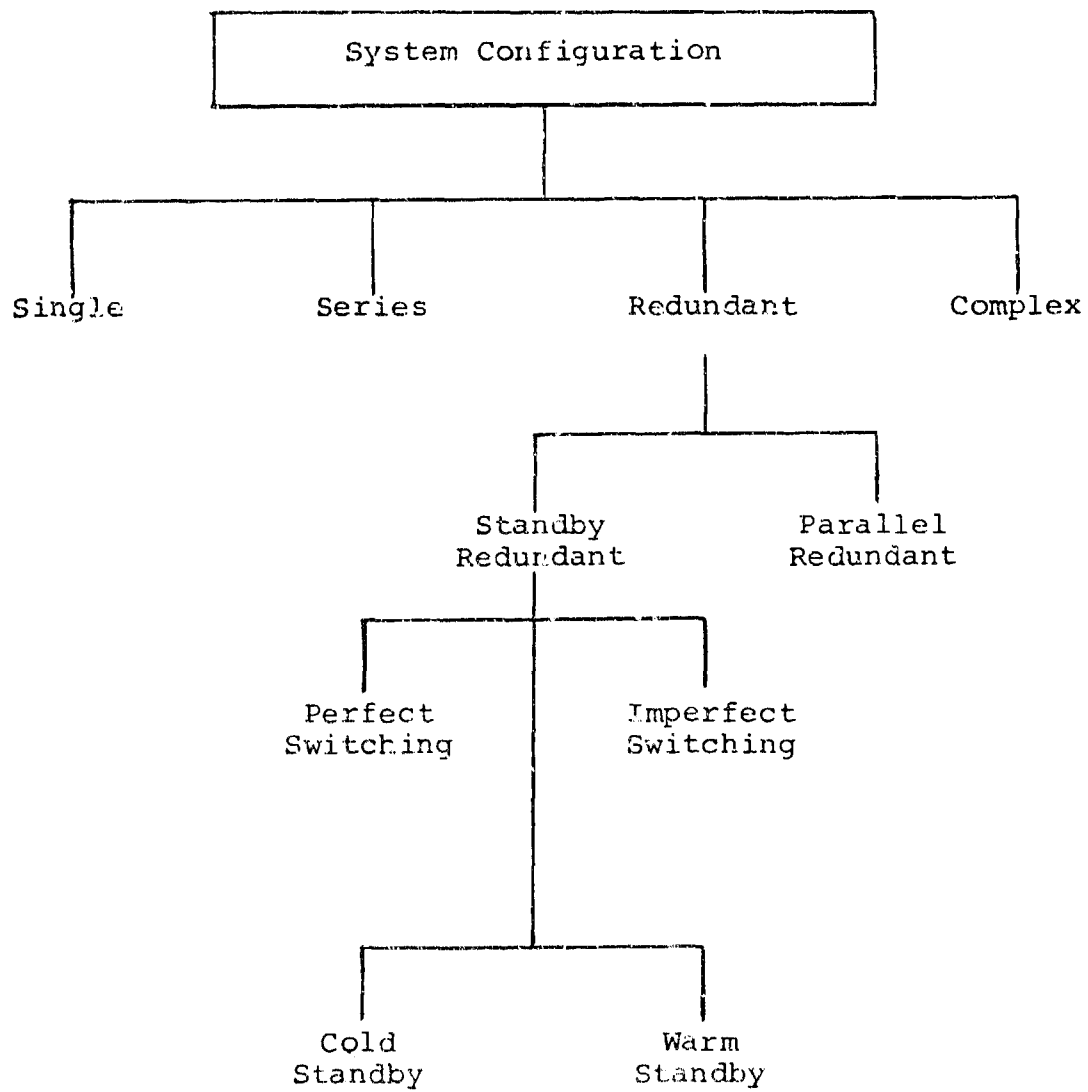 System Configuration
Single
Series
Redundant
Complex
Standby
Redundant
Parallel
Redundant
Perfect
Switching
Imperfect
Switching
Cold
Standby
Warm
Standby